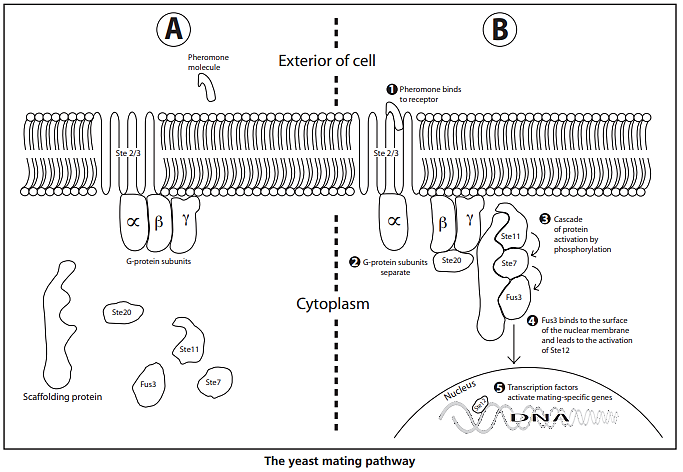 A
B
Pheromone
molecule
Exterior of cell
1 Pheromone binds
to receptor
Ste 2/3
Ste 2/3
∝
β
γ
∝
β
γ
G-protein subunits
2 G-protein subunits
separate
Ste20
Ste11
Ste7
Fus3
3 Cascade
of protein
activation by
phosphorylation
Cytoplasm
Ste20
Ste11
Fus3
Ste7
Scaffolding protein
4 Fus3 binds to the surface
of the nuclear membrane
and leads to the activation
of Ste12
Nucleus
5 Transcription factors
activate mating-specific genes
Ste12
DNA
The yeast mating pathway